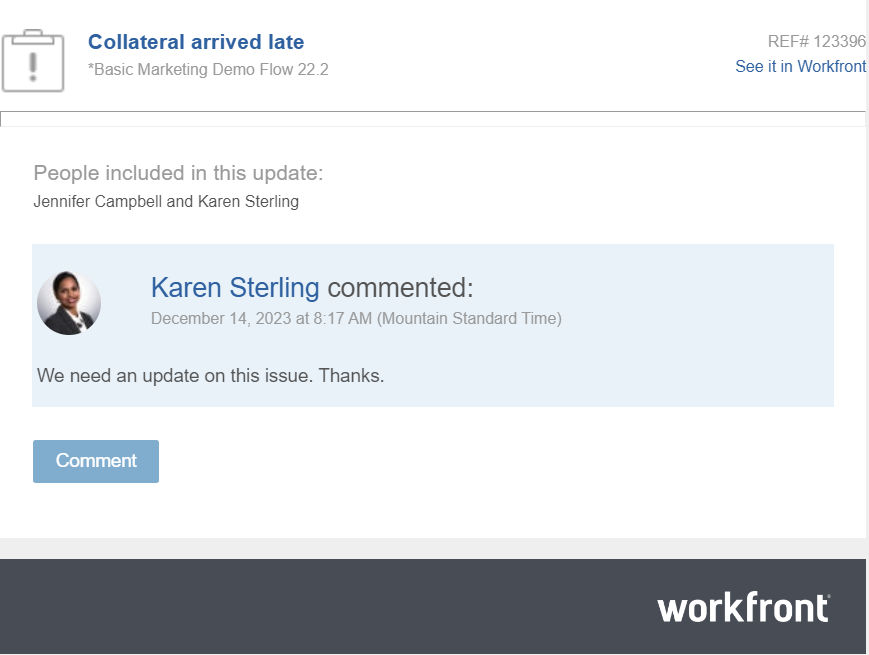 Collateral arrived late
REF# 123396
*Basic Marketing Demo Flow 22.2
See it in Workfront
People included in this update:
Jennifer Campbell and Karen Sterling
Karen Sterling commented:
December 14, 2023 at 8:17 AM (Mountain Standard Time)
We need an update on this issue. Thanks.
Comment
workfront